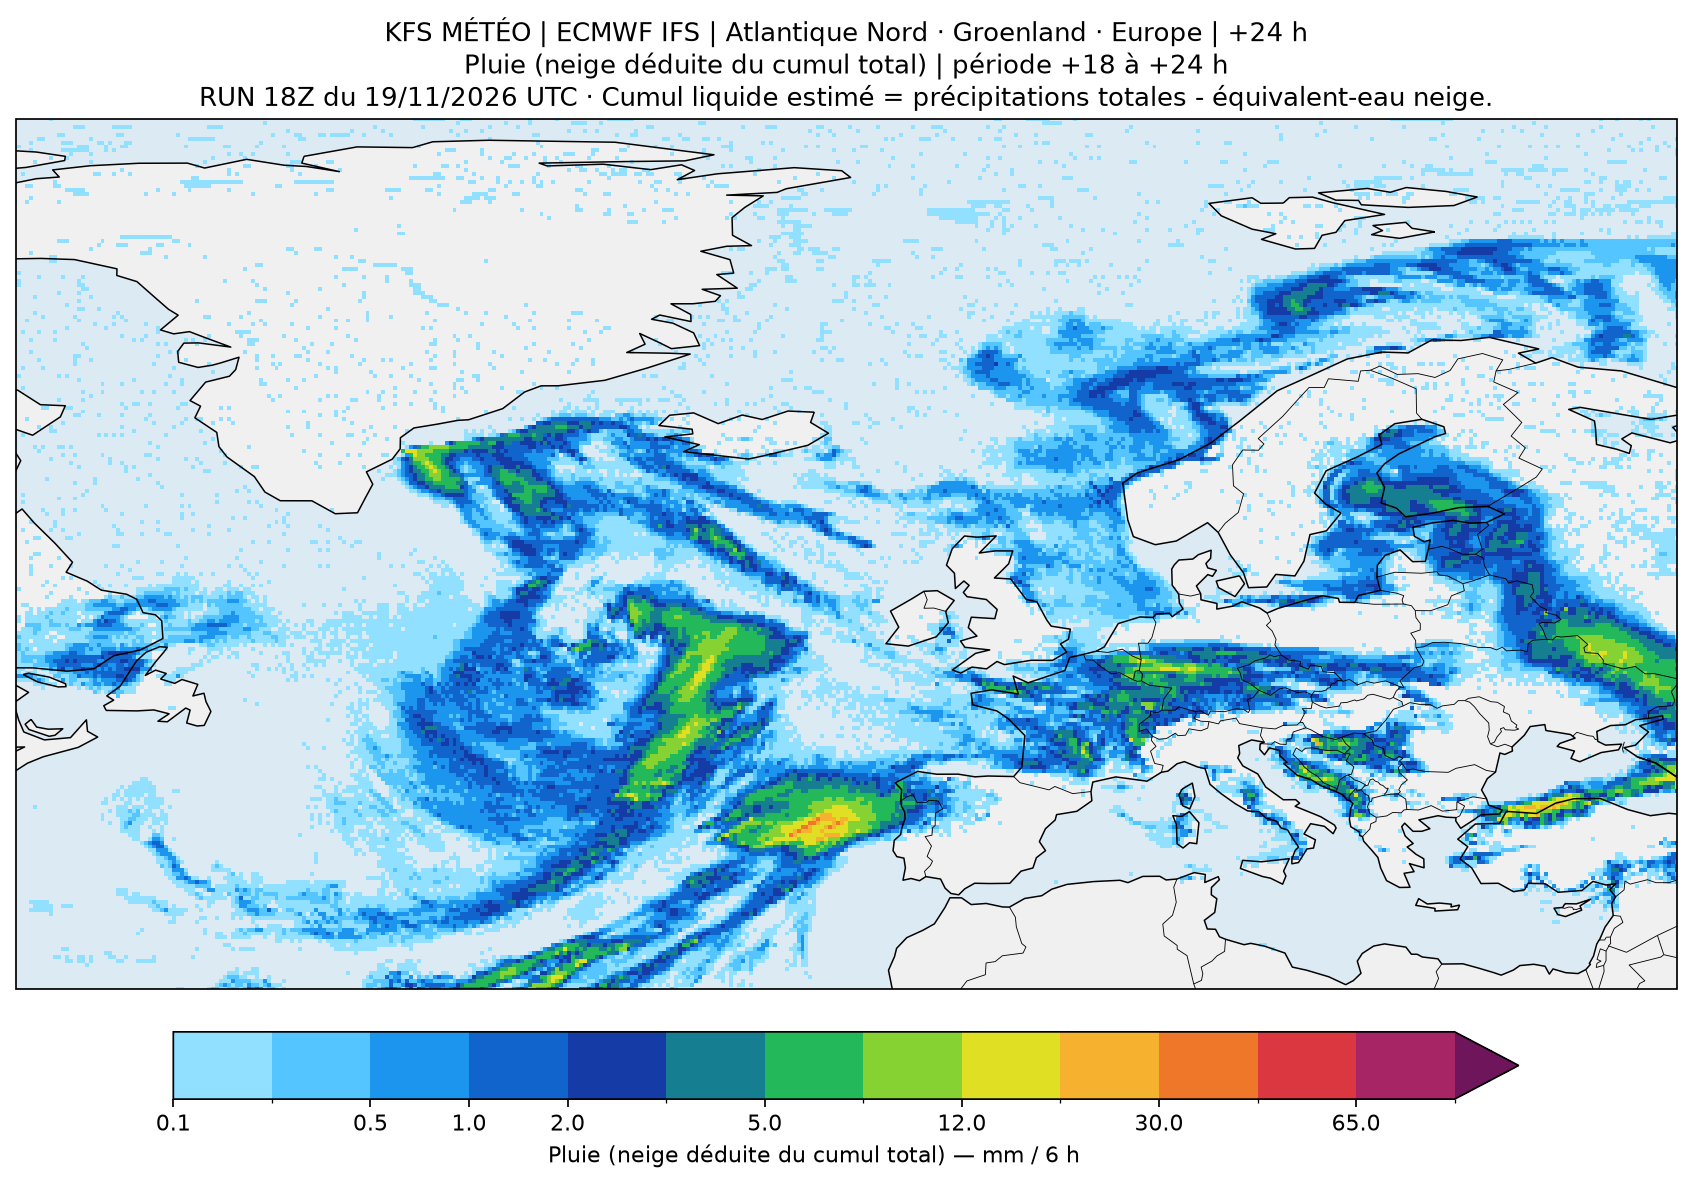 KFS MÉTÉO | ECMWF IFS | Atlantique Nord · Groenland · Europe | +24 h
Pluie (neige déduite du cumul total) | période +18 à +24 h
RUN 18Z du 19/11/2026 UTC · Cumul liquide estimé = précipitations totales - équivalent-eau neige.
0.1 0.5 1.0 2.0 5.0 12.0 30.0 65.0
Pluie (neige déduite du cumul total) — mm / 6 h